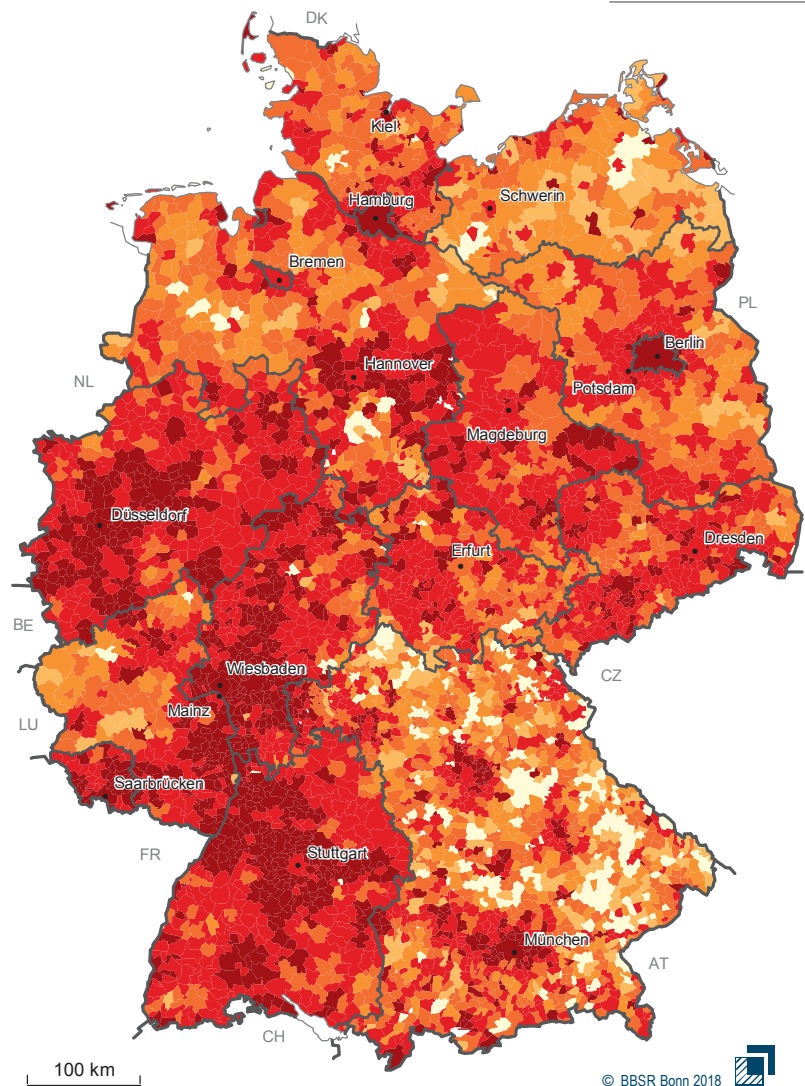 DK
Kiel
Hamburg
Schwerin
Bremen
PL
Berlin
Hannover
NL
Potsdam
Magdeburg
Düsseldorf
Dresden
Erfurt
BE
Wiesbaden
CZ
Mainz
LU
Saarbrücken
FR
Stuttgart
München
AT
CH
100 km
© BBSR Bonn 2018